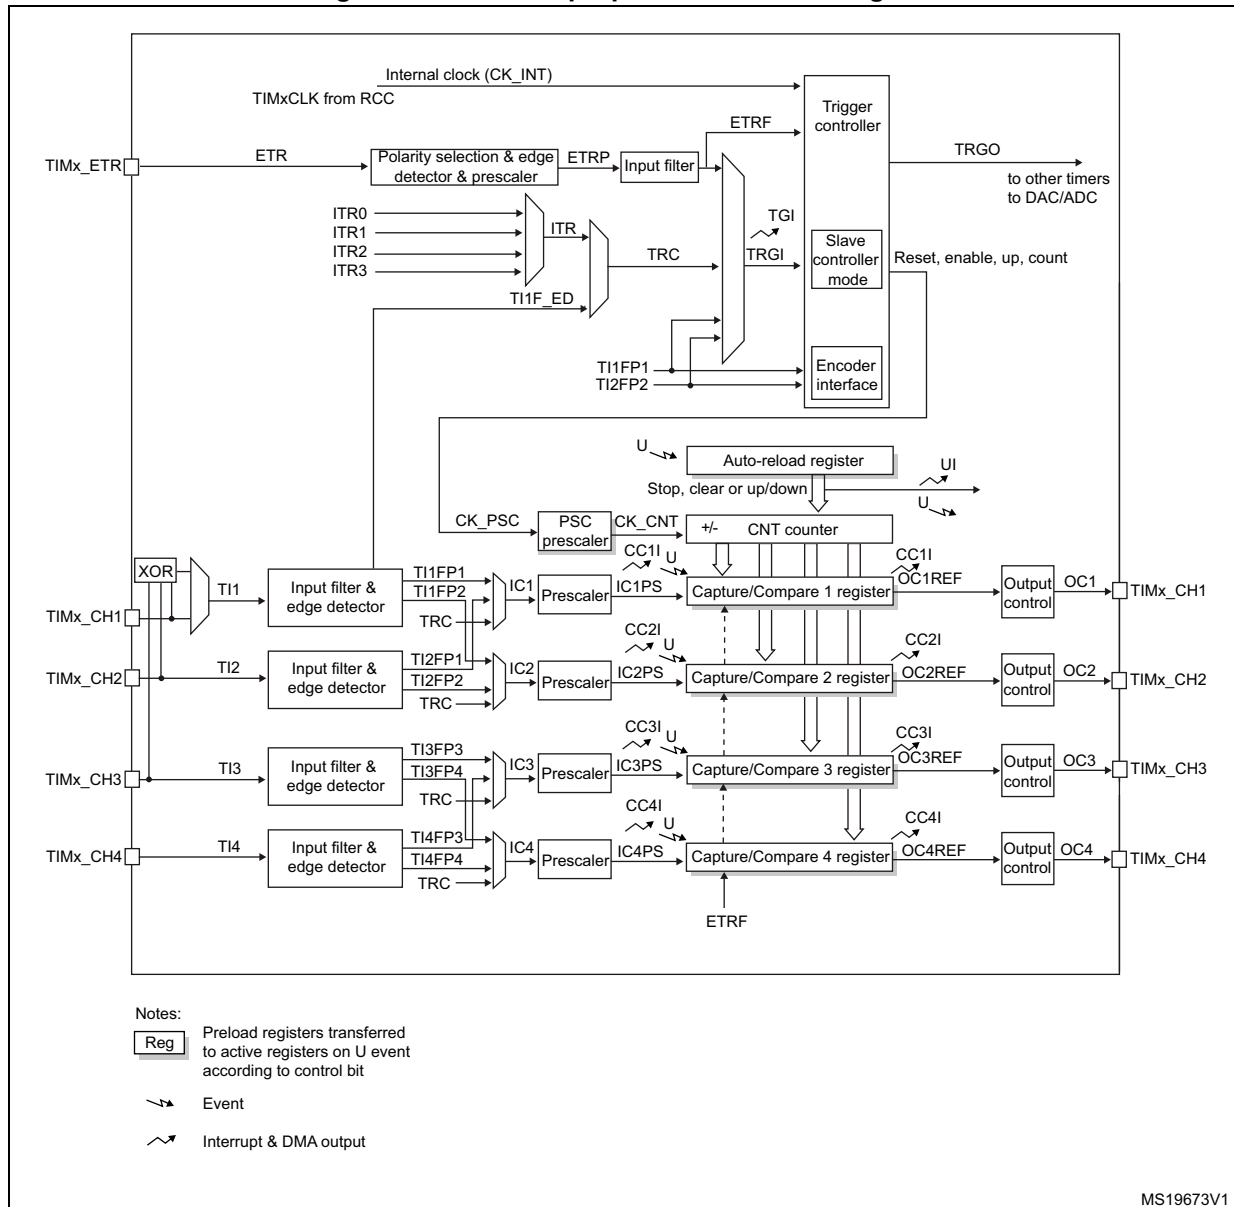 Internal clock (CK_INT)
TIMxCLK from RCC
Trigger
controller
ETRF
TIMx_ETR
ETR
Polarity selection & edge
detector & prescaler
ETRP
Input filter
TRGO
to other timers
to DAC/ADC
ITR0
ITR1
ITR2
ITR3
ITR
TRC
TI1F_ED
TGI
TRGI
Slave
controller
mode
Reset, enable, up, count
TI1FP1
TI2FP2
Encoder
interface
U
Auto-reload register
Stop, clear or up/down
UI
U
CK_PSC
PSC
prescaler
CK_CNT
+/-
CNT counter
XOR
TIMx_CH1
TI1
Input filter &
edge detector
TI1FP1
TI1FP2
TRC
IC1
Prescaler
IC1PS
CC1I
U
Capture/Compare 1 register
CC1I
OC1REF
Output
control
OC1
TIMx_CH1
TIMx_CH2
TI2
Input filter &
edge detector
TI2FP1
TI2FP2
TRC
IC2
Prescaler
IC2PS
CC2I
U
Capture/Compare 2 register
CC2I
OC2REF
Output
control
OC2
TIMx_CH2
TIMx_CH3
TI3
Input filter &
edge detector
TI3FP3
TI3FP4
TRC
IC3
Prescaler
IC3PS
CC3I
U
Capture/Compare 3 register
CC3I
OC3REF
Output
control
OC3
TIMx_CH3
TIMx_CH4
TI4
Input filter &
edge detector
TI4FP3
TI4FP4
TRC
IC4
Prescaler
IC4PS
CC4I
U
Capture/Compare 4 register
CC4I
OC4REF
Output
control
OC4
TIMx_CH4
ETRF
Notes:
Reg
Preload registers transferred
to active registers on U event
according to control bit
Event
Interrupt & DMA output
MS19673V1